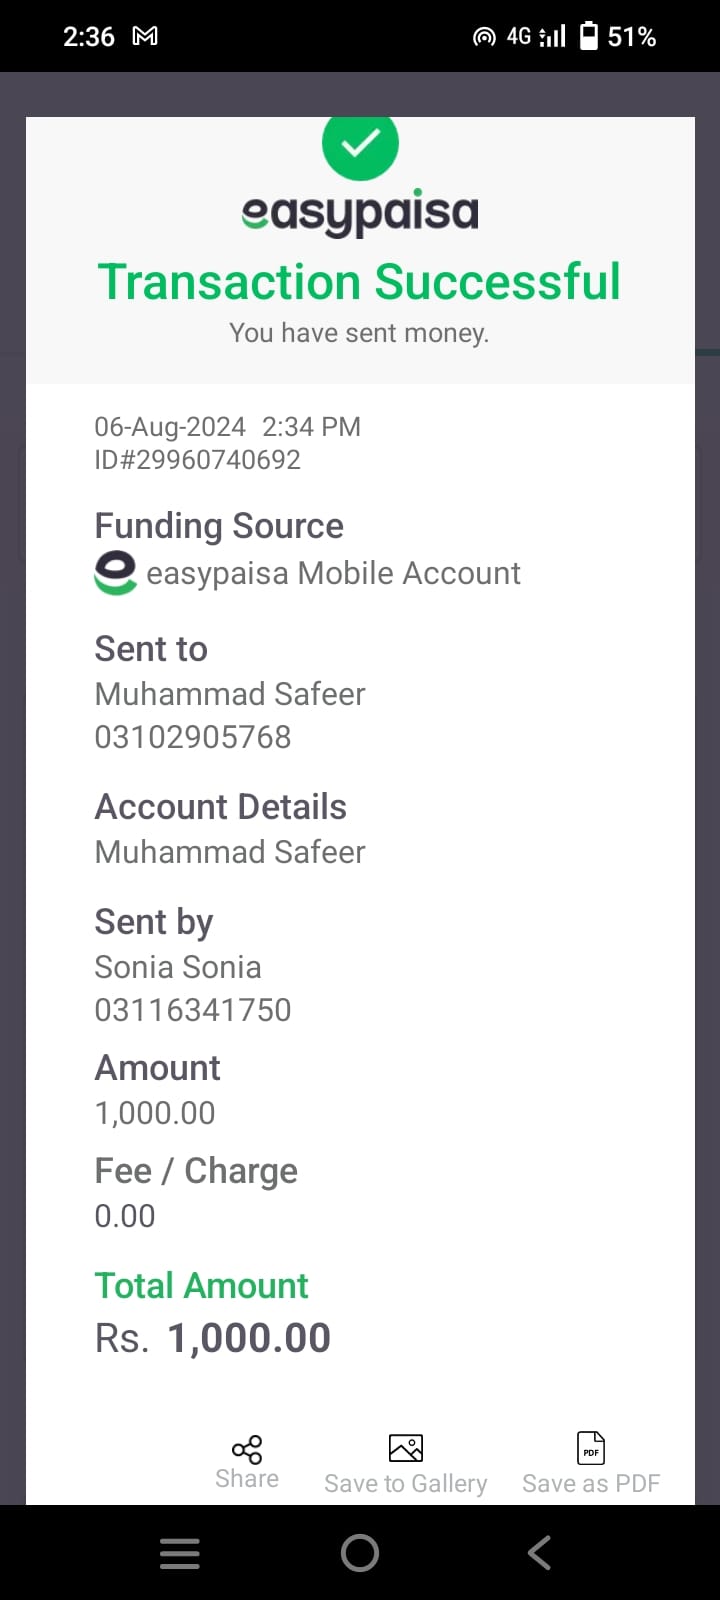 2:36 4G 51%
easypaisa
Transaction Successful
You have sent money.
06-Aug-2024 2:34 PM
ID#29960740692
Funding Source
easypaisa Mobile Account
Sent to
Muhammad Safeer
03102905768
Account Details
Muhammad Safeer
Sent by
Sonia Sonia
03116341750
Amount
1,000.00
Fee / Charge
0.00
Total Amount
Rs. 1,000.00
PDF
Share Save to Gallery Save as PDF